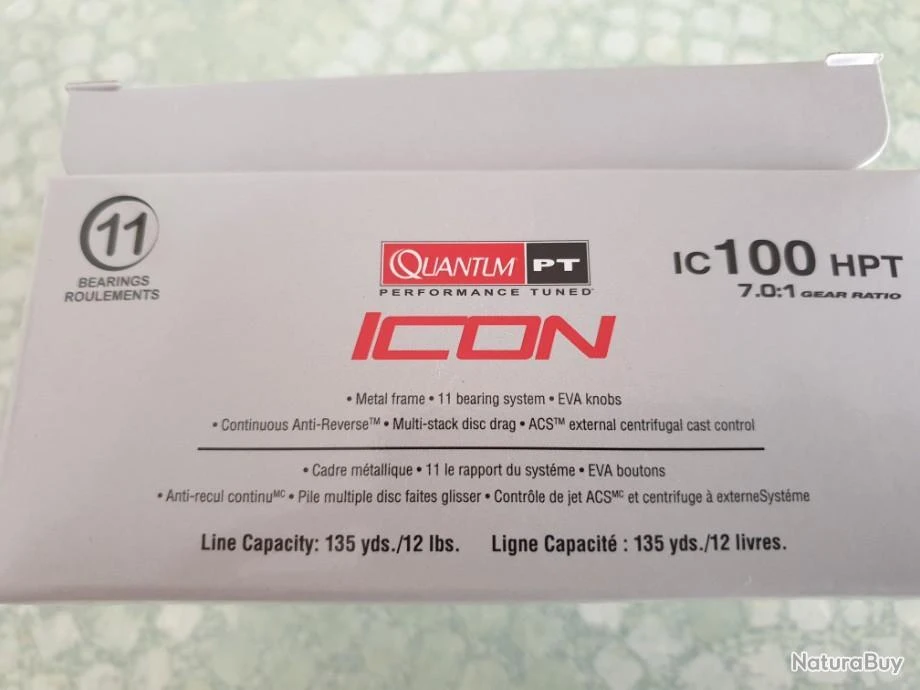 11
BEARINGS
ROULEMENTS
QUANTUM PT
PERFORMANCE TUNED
IC100 HPT
7.0:1 GEAR RATIO
ICON
• Metal frame • 11 bearing system • EVA knobs
• Continuous Anti-Reverse™ • Multi-stack disc drag • ACS™ external centrifugal cast control
• Cadre métallique • 11 le rapport du systéme • EVA boutons
• Anti-recul continuᴹᶜ • Pile multiple disc faites glisser • Contrôle de jet ACSᴹᶜ et centrifuge à externeSystéme
Line Capacity: 135 yds./12 lbs. Ligne Capacité : 135 yds./12 livres.
NaturaBuy